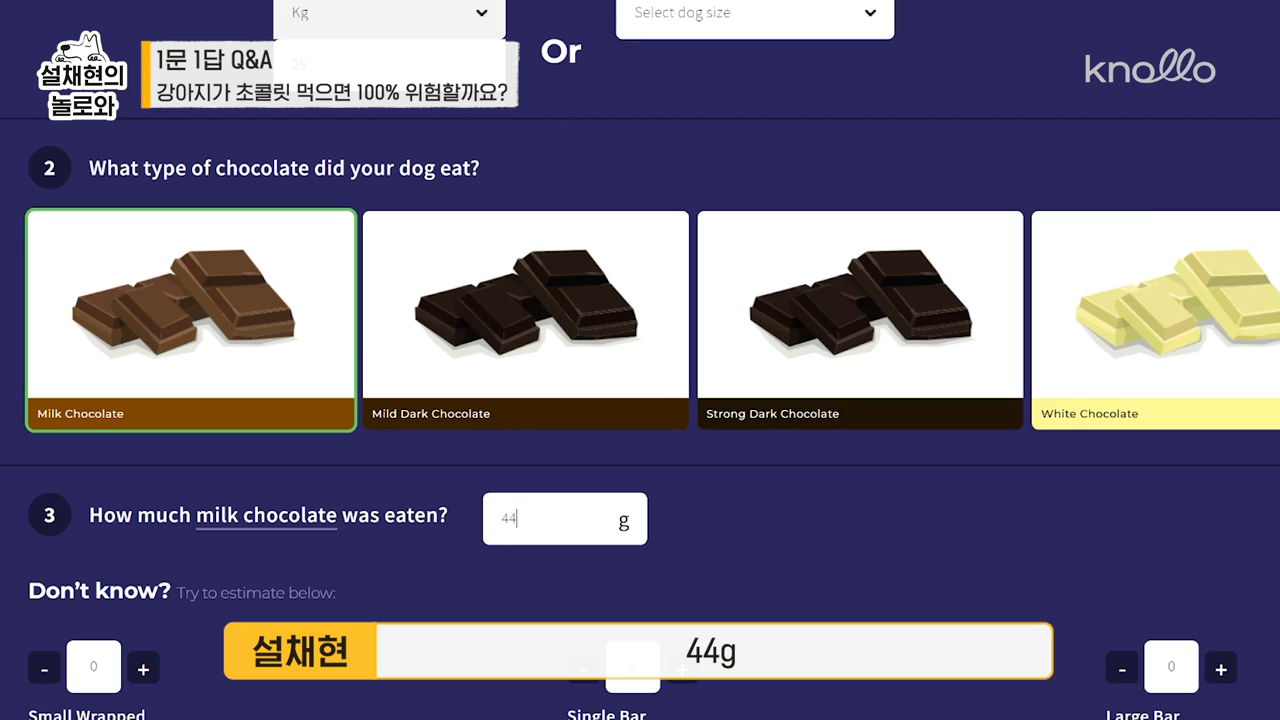 Kg
Select dog size
설채현의
놀로와
1문 1답 Q&A
25
강아지가 초콜릿 먹으면 100% 위험할까요?
Or
knollo
2
What type of chocolate did your dog eat?
Milk Chocolate
Mild Dark Chocolate
Strong Dark Chocolate
White Chocolate
3
How much milk chocolate was eaten?
44
g
Don't know? Try to estimate below:
- 0 +
- 0 +
- 0 +
설채현
44g
Small Wrapped
Single Bar
Large Bar